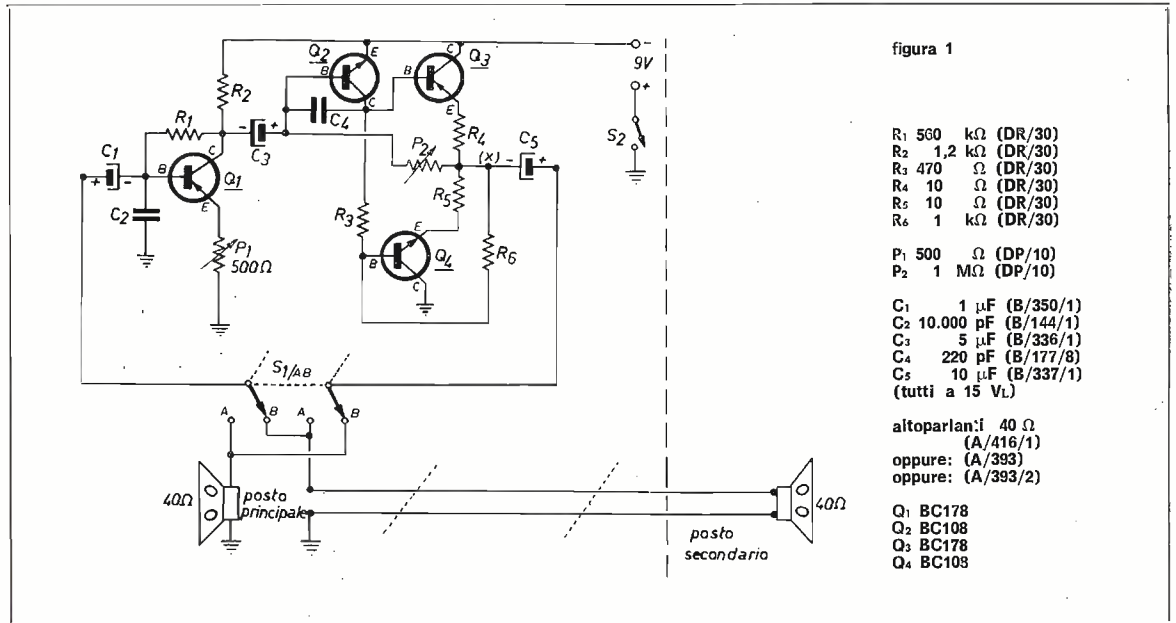 figura 1
Q2
E
B
C
C
Q3
B
E
9V
-
+
S2
R2
R1
C1
+ -
C
B
Q1
E
C2
- +
C3
C4
P2
R4
(X)
- +
C5
R5
R3
E
B
Q4
C
R6
P1
500Ω
S1/AB
A
B
A
B
40Ω
posto
principale
posto
secondario
40Ω
R1 560 kΩ (DR/30)
R2 1,2 kΩ (DR/30)
R3 470 Ω (DR/30)
R4 10 Ω (DR/30)
R5 10 Ω (DR/30)
R6 1 kΩ (DR/30)
P1 500 Ω (DP/10)
P2 1 MΩ (DP/10)
C1 1 µF (B/350/1)
C2 10.000 pF (B/144/1)
C3 5 µF (B/336/1)
C4 220 pF (B/177/8)
C5 10 µF (B/337/1)
(tutti a 15 VL)
altoparlanti 40 Ω
(A/416/1)
oppure: (A/393)
oppure: (A/393/2)
Q1 BC178
Q2 BC108
Q3 BC178
Q4 BC108